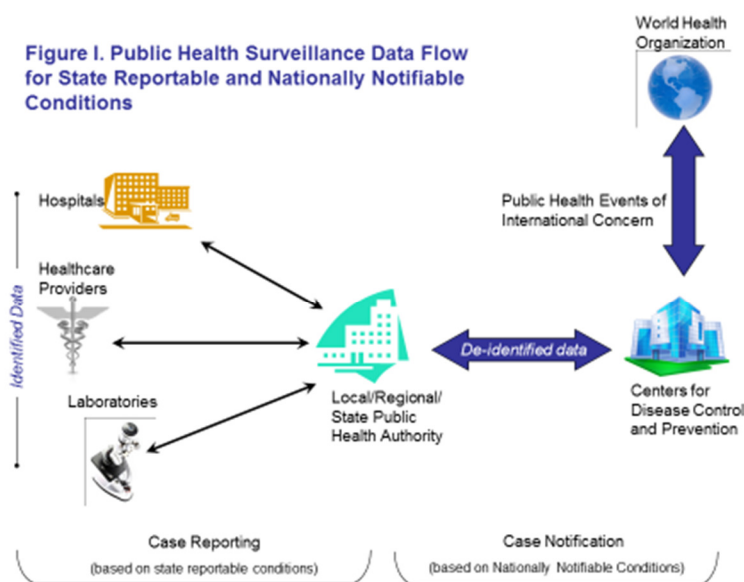 World Health
Organization
Figure I. Public Health Surveillance Data Flow
for State Reportable and Nationally Notifiable
Conditions
Hospitals
Public Health Events of
International Concern
Healthcare
Providers
Identified Data
De-identified data
Laboratories
Local/Regional/
State Public
Health Authority
Centers for
Disease Control
and Prevention
Case Reporting
(based on state reportable conditions)
Case Notification
(based on Nationally Notifiable Conditions)